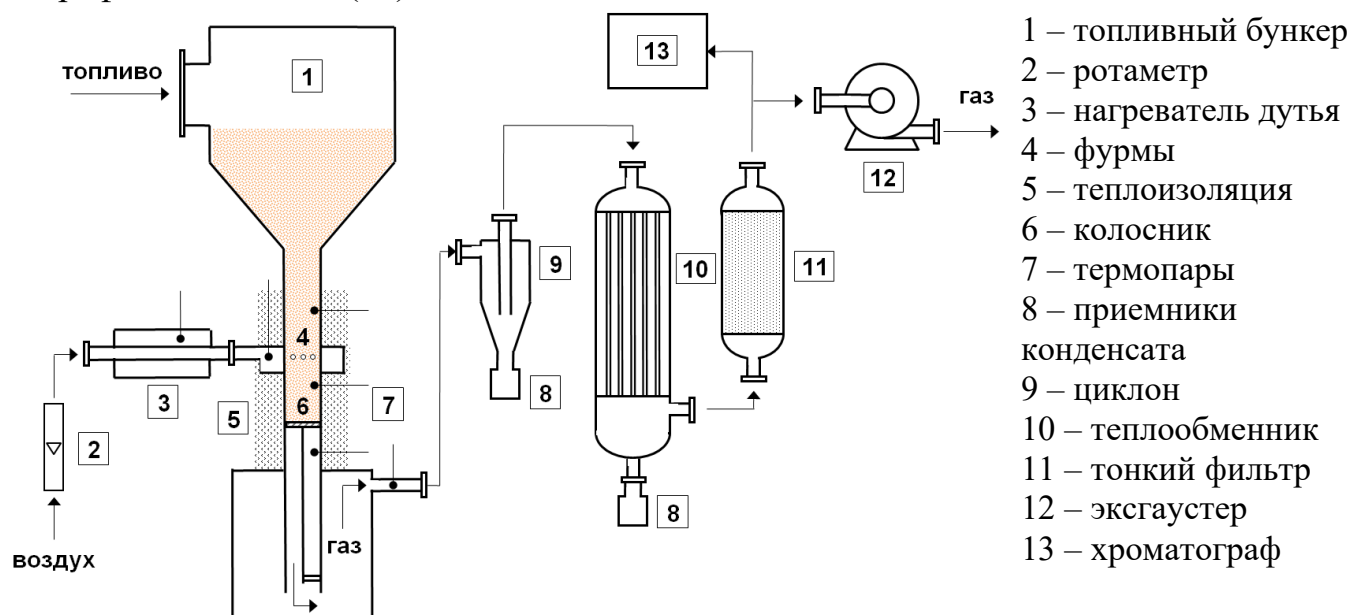 топливо
1
13
газ
12
9
10
11
4
3
5
6
7
8
2
8
газ
воздух
1 – топливный бункер
2 – ротаметр
3 – нагреватель дутья
4 – фурмы
5 – теплоизоляция
6 – колосник
7 – термопары
8 – приемники
конденсата
9 – циклон
10 – теплообменник
11 – тонкий фильтр
12 – эксгаустер
13 – хроматограф